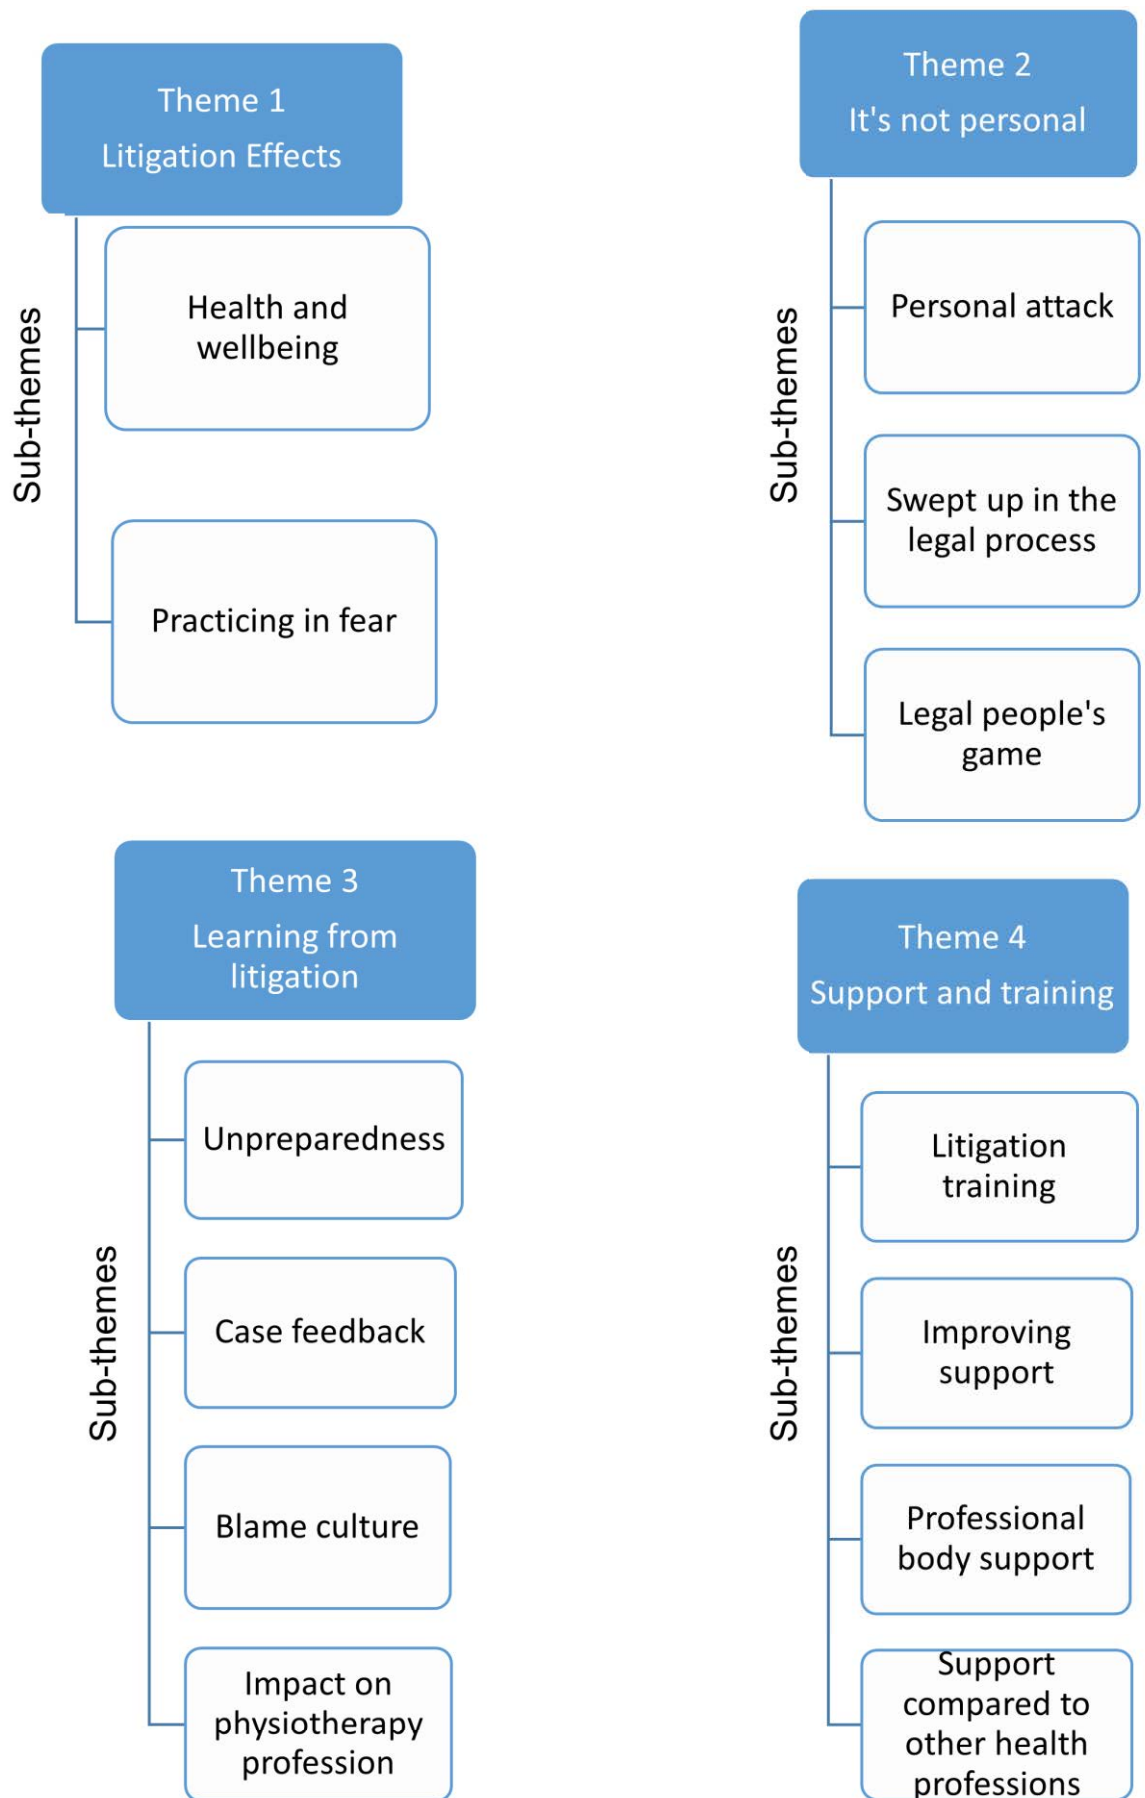 Theme 1
Litigation Effects
Sub-themes
Health and
wellbeing
Practicing in fear
Theme 2
It's not personal
Sub-themes
Personal attack
Swept up in the
legal process
Legal people's
game
Theme 3
Learning from
litigation
Sub-themes
Unpreparedness
Case feedback
Blame culture
Impact on
physiotherapy
profession
Theme 4
Support and training
Sub-themes
Litigation
training
Improving
support
Professional
body support
Support
compared to
other health
professions